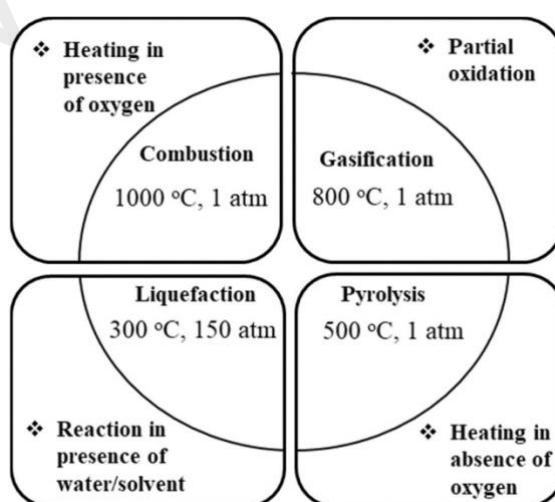 ❖ Heating in
presence
of oxygen
Combustion
1000 °C, 1 atm
❖ Partial
oxidation
Gasification
800 °C, 1 atm
Liquefaction
300 °C, 150 atm
❖ Reaction in
presence of
water/solvent
Pyrolysis
500 °C, 1 atm
❖ Heating in
absence of
oxygen